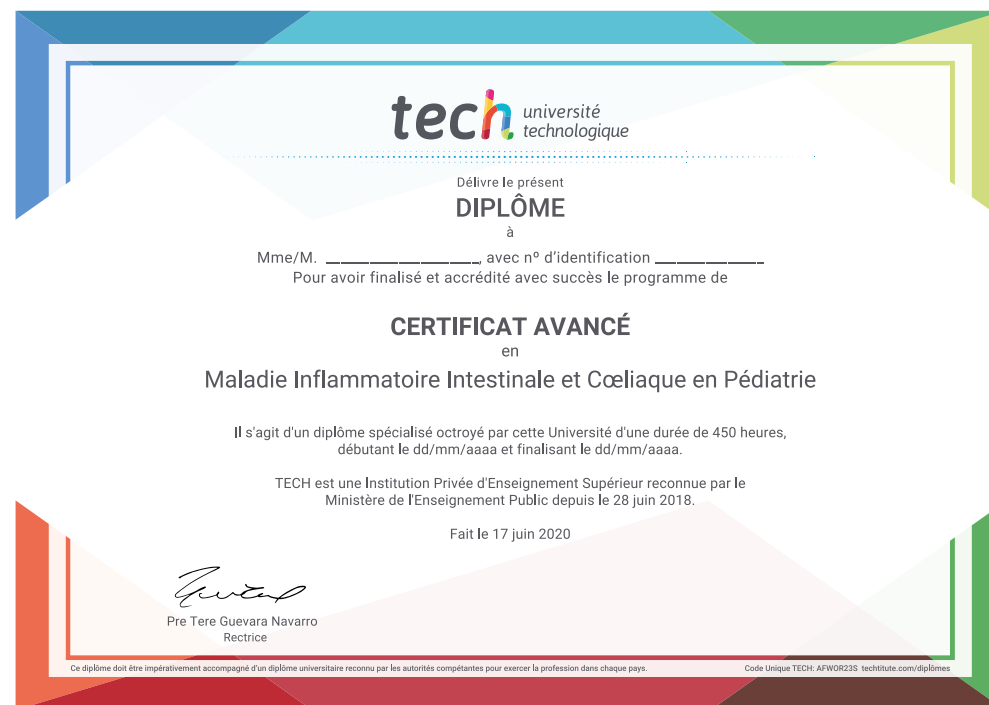 tech université
technologique
Délivre le présent
DIPLÔME
à
Mme/M. ____________________, avec nº d'identification ______________
Pour avoir finalisé et accrédité avec succès le programme de
CERTIFICAT AVANCÉ
en
Maladie Inflammatoire Intestinale et Cœliaque en Pédiatrie
Il s'agit d'un diplôme spécialisé octroyé par cette Université d'une durée de 450 heures,
débutant le dd/mm/aaaa et finalisant le dd/mm/aaaa.
TECH est une Institution Privée d'Enseignement Supérieur reconnue par le
Ministère de l'Enseignement Public depuis le 28 juin 2018.
Fait le 17 juin 2020
Pre Tere Guevara Navarro
Rectrice
Ce diplôme doit être impérativement accompagné d'un diplôme universitaire reconnu par les autorités compétantes pour exercer la profession dans chaque pays.
Code Unique TECH: AFWOR23S techtitute.com/diplômes